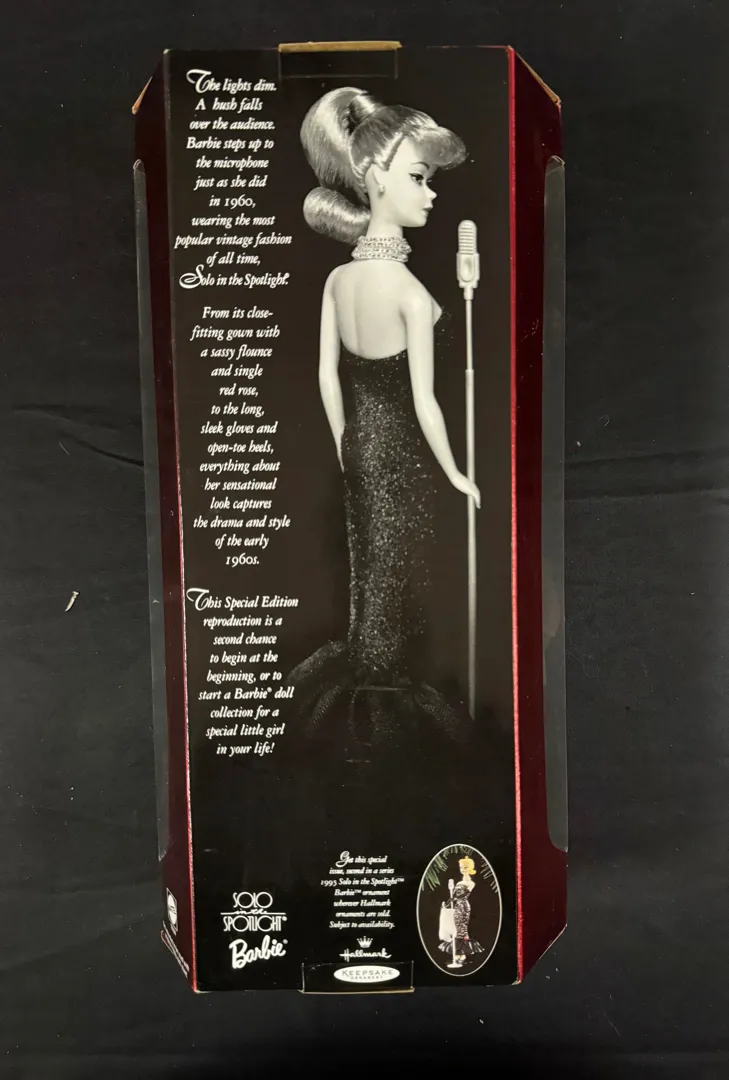 The lights dim.
A hush falls
over the audience.
Barbie steps up to
the microphone
just as she did
in 1960,
wearing the most
popular vintage fashion
of all time,
Solo in the Spotlight®.
From its close-
fitting gown with
a sassy flounce
and single
red rose,
to the long,
sleek gloves and
open-toe heels,
everything about
her sensational
look captures
the drama and style
of the early
1960s.
This Special Edition
reproduction is a
second chance
to begin at the
beginning, or to
start a Barbie® doll
collection for a
special little girl
in your life!
Get this special
issue, second in a series
1995 Solo in the Spotlight™
Barbie™ ornament
wherever Hallmark
ornaments are sold.
Subject to availability.
Hallmark
KEEPSAKE
ORNAMENT
SOLO
in the
SPOTLIGHT®
Barbie®